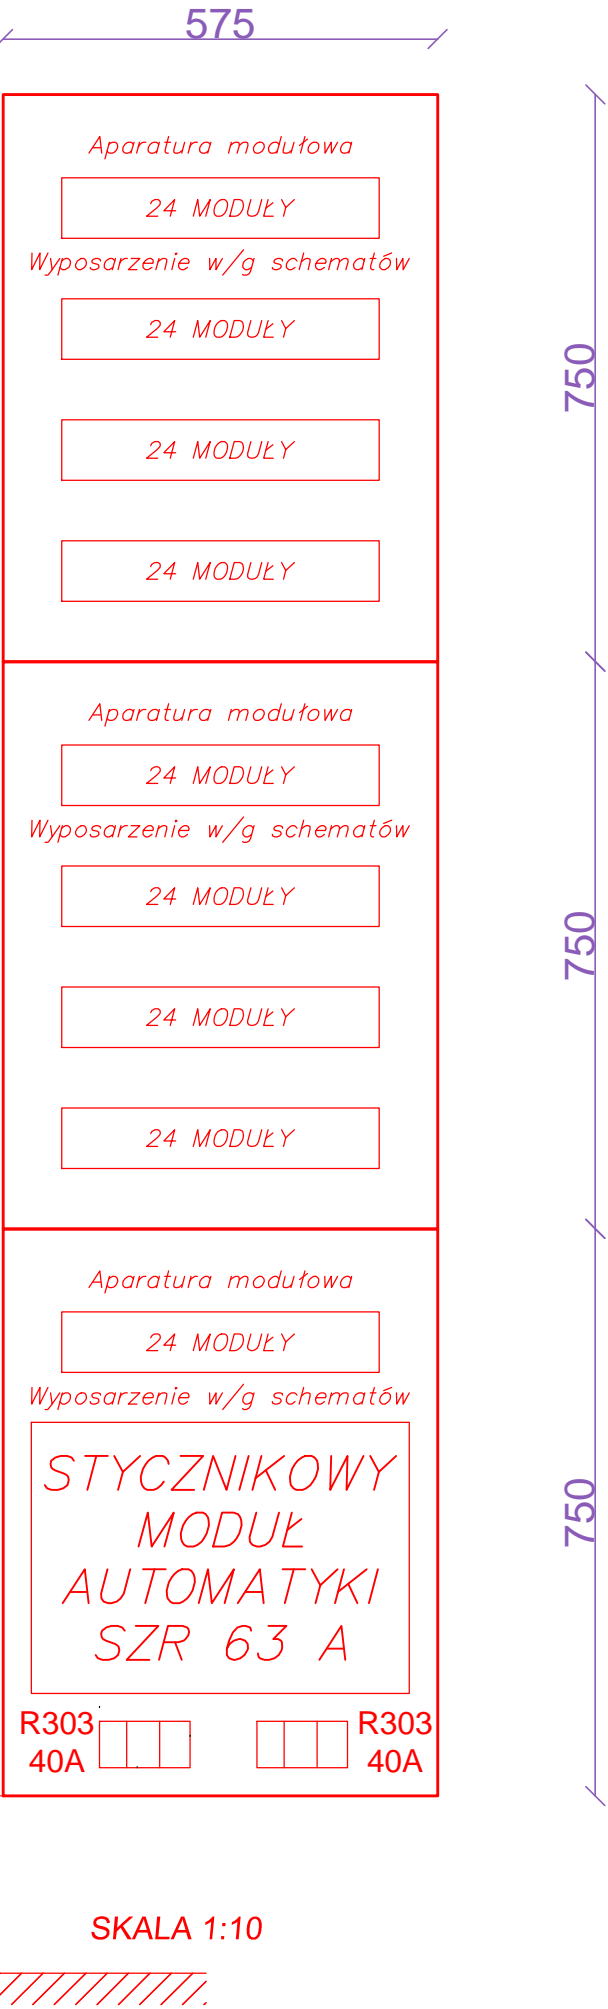 575
Aparatura modułowa
24 MODUŁY
Wyposarzenie w/g schematów
24 MODUŁY
750
24 MODUŁY
24 MODUŁY
Aparatura modułowa
24 MODUŁY
Wyposarzenie w/g schematów
24 MODUŁY
750
24 MODUŁY
24 MODUŁY
Aparatura modułowa
24 MODUŁY
Wyposarzenie w/g schematów
STYCZNIKOWY
MODUŁ
AUTOMATYKI
SZR 63 A
750
R303
40A
R303
40A
SKALA 1:10